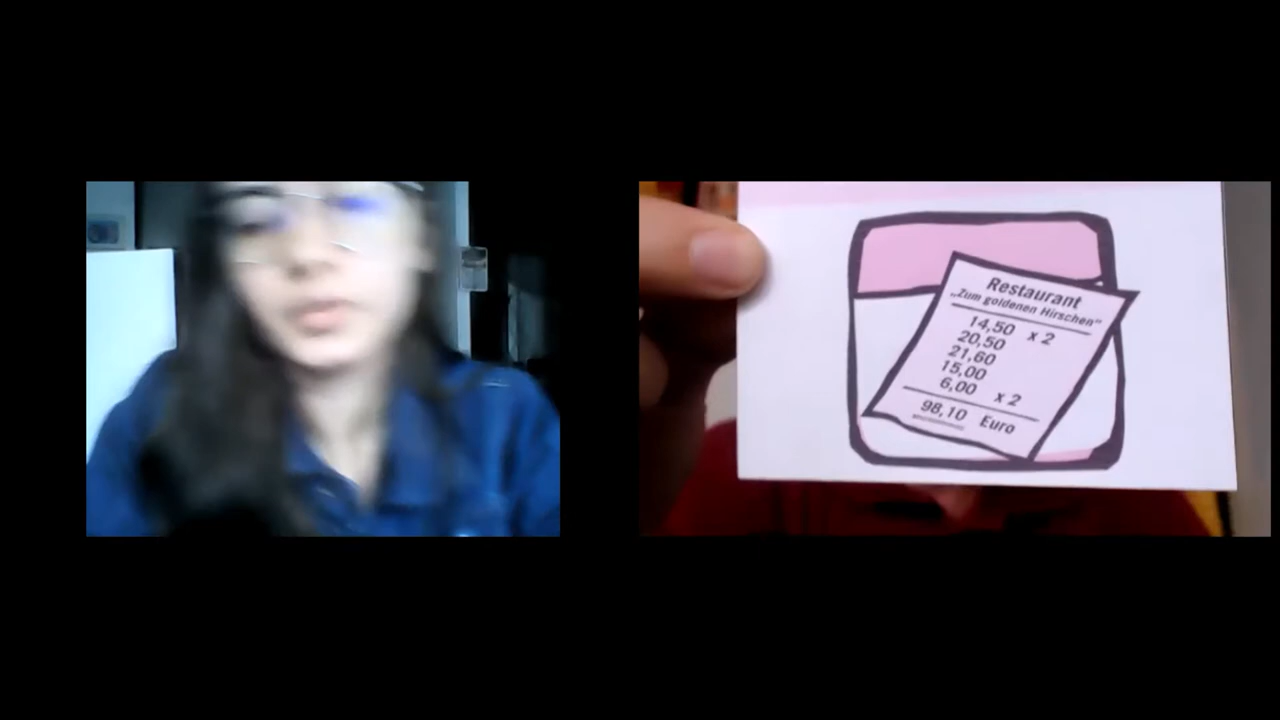 Restaurant
„Zum goldenen Hirschen“
14,50 x 2
20,50
21,60
15,00
6,00 x 2
98,10 Euro